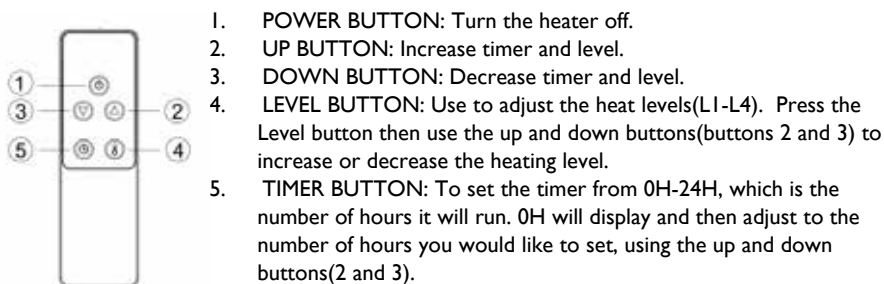 1. POWER BUTTON: Turn the heater off.
2. UP BUTTON: Increase timer and level.
3. DOWN BUTTON: Decrease timer and level.
4. LEVEL BUTTON: Use to adjust the heat levels(L1-L4). Press the
Level button then use the up and down buttons(buttons 2 and 3) to
increase or decrease the heating level.
5. TIMER BUTTON: To set the timer from 0H-24H, which is the
number of hours it will run. 0H will display and then adjust to the
number of hours you would like to set, using the up and down
buttons(2 and 3).
1
3 2
5 4